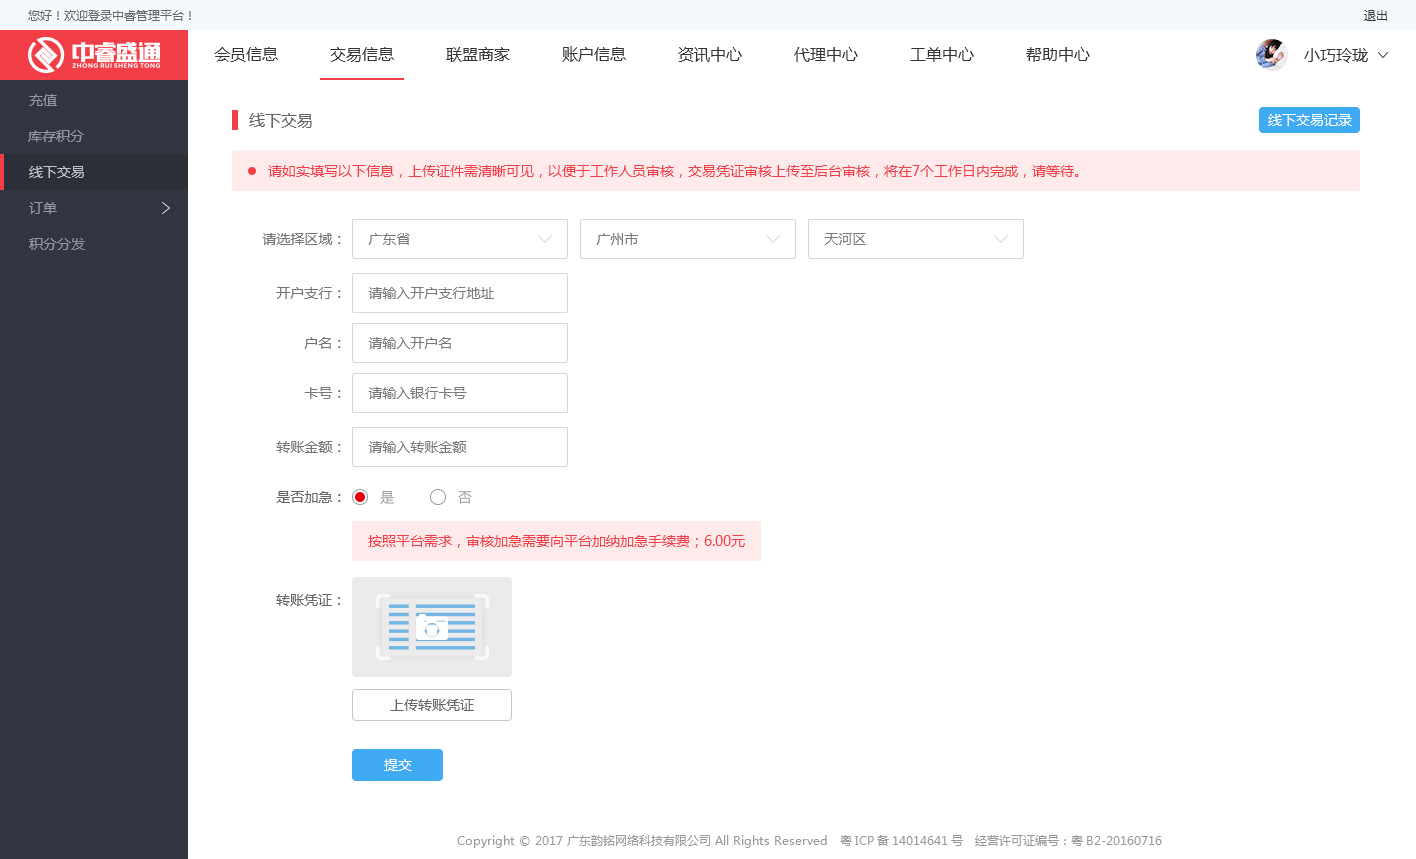 您好！欢迎登录中睿管理平台！ 退出
中睿盛通
ZHONG RUI SHENG TONG
会员信息 交易信息 联盟商家 账户信息 资讯中心 代理中心 工单中心 帮助中心 小巧玲珑
充值
库存积分
线下交易
订单
积分分发
线下交易 线下交易记录
请如实填写以下信息，上传证件需清晰可见，以便于工作人员审核，交易凭证审核上传至后台审核，将在7个工作日内完成，请等待。
请选择区域： 广东省 广州市 天河区
开户支行： 请输入开户支行地址
户名： 请输入开户名
卡号： 请输入银行卡号
转账金额： 请输入转账金额
是否加急： 是 否
按照平台需求，审核加急需要向平台加纳加急手续费；6.00元
转账凭证：
上传转账凭证
提交
Copyright © 2017 广东韵铭网络科技有限公司 All Rights Reserved 粤 ICP 备 14014641 号 经营许可证编号：粤 B2-20160716